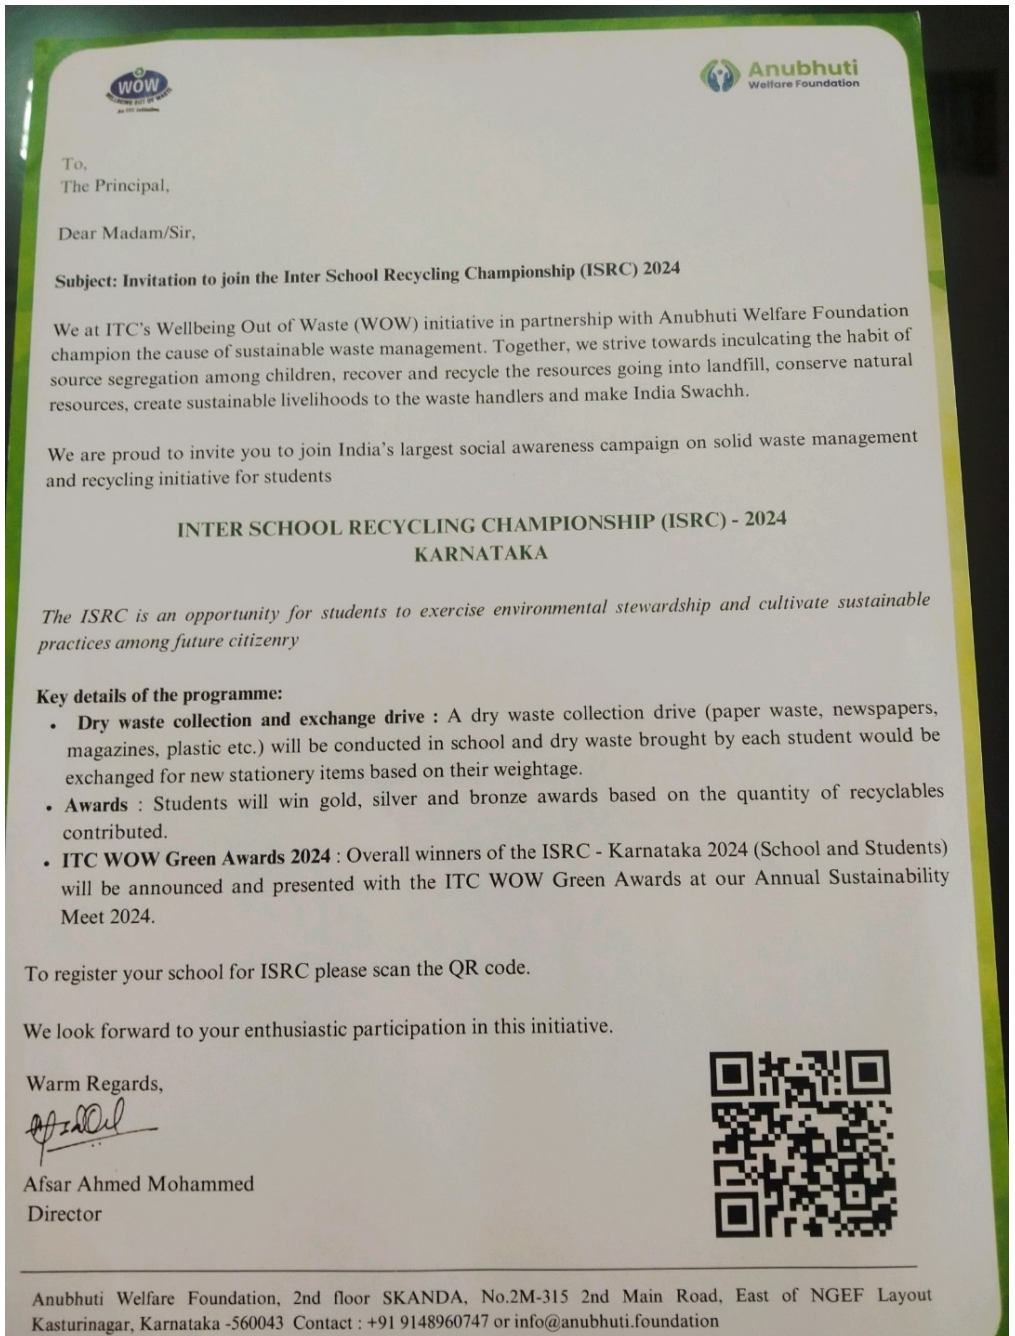 WOW
WELLBEING OUT OF WASTE
An ITC Initiative
Anubhuti
Welfare Foundation
To,
The Principal,
Dear Madam/Sir,
Subject: Invitation to join the Inter School Recycling Championship (ISRC) 2024
We at ITC's Wellbeing Out of Waste (WOW) initiative in partnership with Anubhuti Welfare Foundation
champion the cause of sustainable waste management. Together, we strive towards inculcating the habit of
source segregation among children, recover and recycle the resources going into landfill, conserve natural
resources, create sustainable livelihoods to the waste handlers and make India Swachh.
We are proud to invite you to join India's largest social awareness campaign on solid waste management
and recycling initiative for students
INTER SCHOOL RECYCLING CHAMPIONSHIP (ISRC) - 2024
KARNATAKA
The ISRC is an opportunity for students to exercise environmental stewardship and cultivate sustainable
practices among future citizenry
Key details of the programme:
• Dry waste collection and exchange drive : A dry waste collection drive (paper waste, newspapers,
magazines, plastic etc.) will be conducted in school and dry waste brought by each student would be
exchanged for new stationery items based on their weightage.
• Awards : Students will win gold, silver and bronze awards based on the quantity of recyclables
contributed.
• ITC WOW Green Awards 2024 : Overall winners of the ISRC - Karnataka 2024 (School and Students)
will be announced and presented with the ITC WOW Green Awards at our Annual Sustainability
Meet 2024.
To register your school for ISRC please scan the QR code.
We look forward to your enthusiastic participation in this initiative.
Warm Regards,
Afsar Ahmed Mohammed
Director
Anubhuti Welfare Foundation, 2nd floor SKANDA, No.2M-315 2nd Main Road, East of NGEF Layout
Kasturinagar, Karnataka -560043 Contact : +91 9148960747 or info@anubhuti.foundation